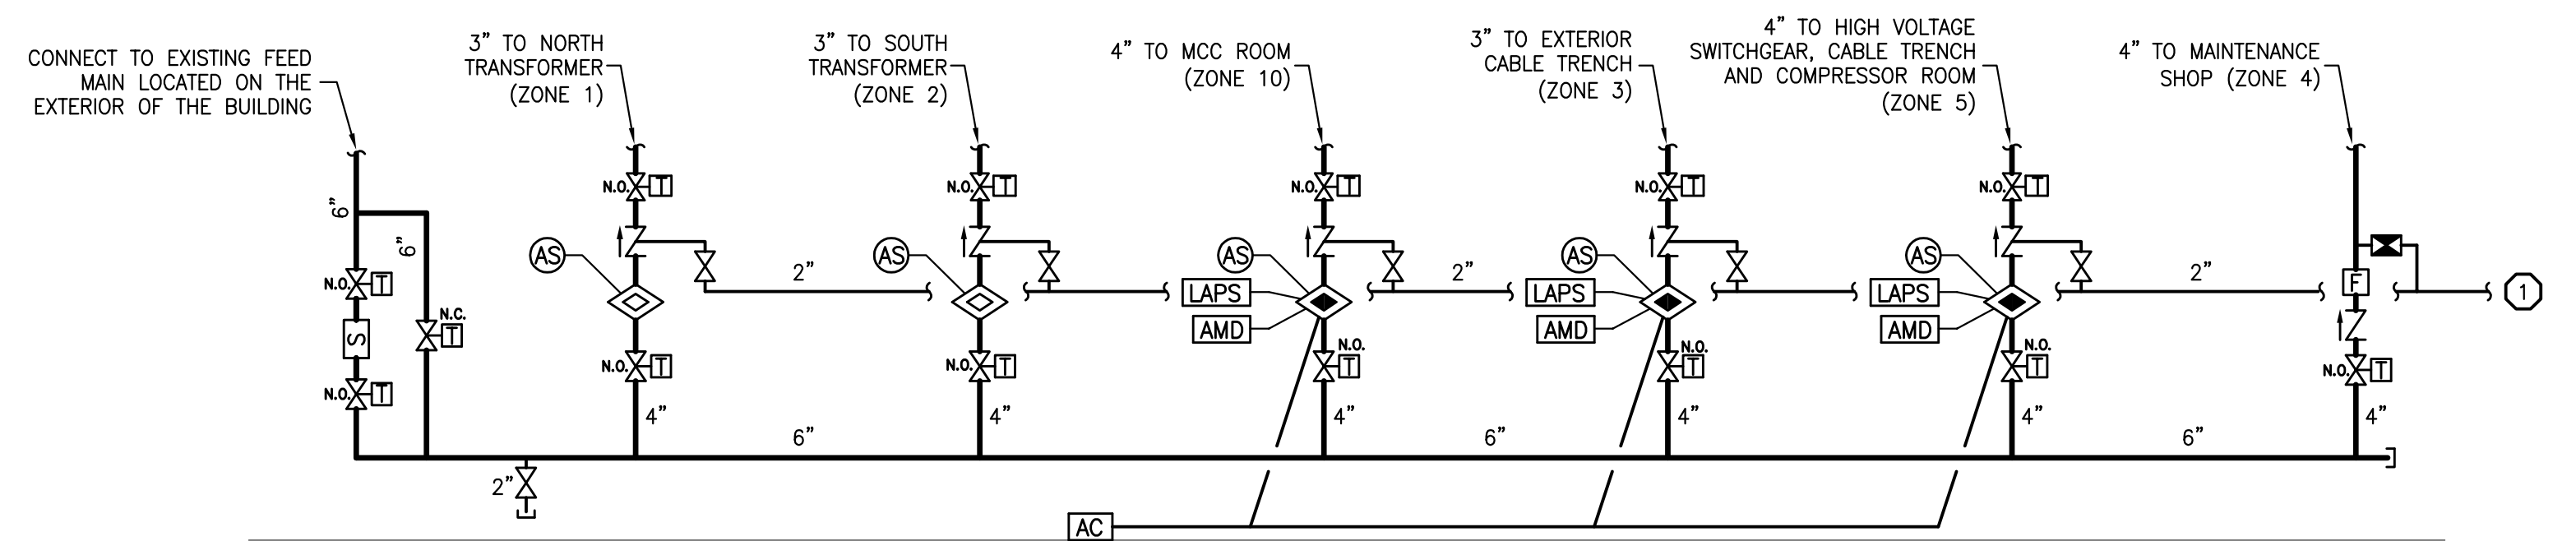 CONNECT TO EXISTING FEED
MAIN LOCATED ON THE
EXTERIOR OF THE BUILDING
3” TO NORTH
TRANSFORMER
(ZONE 1)
3” TO SOUTH
TRANSFORMER
(ZONE 2)
4” TO MCC ROOM
(ZONE 10)
3” TO EXTERIOR
CABLE TRENCH
(ZONE 3)
4” TO HIGH VOLTAGE
SWITCHGEAR, CABLE TRENCH
AND COMPRESSOR ROOM
(ZONE 5)
4” TO MAINTENANCE
SHOP (ZONE 4)
6”
6”
N.O. T
S
N.O. T
N.C.
T
2”
N.O. T
AS
N.O. T
4”
2”
6”
N.O. T
AS
N.O. T
4”
N.O. T
AS
LAPS
AMD
N.O.
T
4”
2”
6”
N.O. T
AS
LAPS
AMD
N.O.
T
4”
N.O. T
AS
LAPS
AMD
N.O.
T
4”
2”
6”
F
N.O. T
4”
1
AC